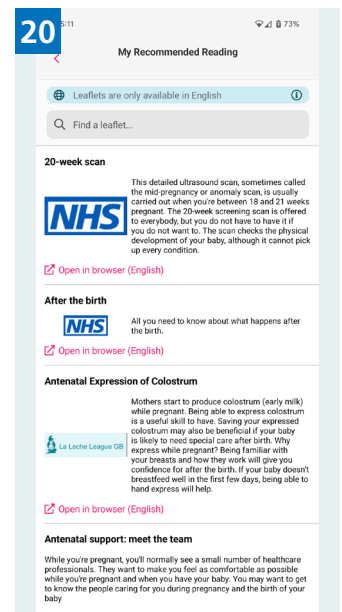 20
5:11
73%
My Recommended Reading
Leaflets are only available in English
Find a leaflet...
20-week scan
NHS
This detailed ultrasound scan, sometimes called
the mid-pregnancy or anomaly scan, is usually
carried out when you're between 18 and 21 weeks
pregnant. The 20-week screening scan is offered
to everybody, but you do not have to have it if
you do not want to. The scan checks the physical
development of your baby, although it cannot pick
up every condition.
Open in browser (English)
After the birth
NHS
All you need to know about what happens after
the birth.
Open in browser (English)
Antenatal Expression of Colostrum
La Leche League GB
Mothers start to produce colostrum (early milk)
while pregnant. Being able to express colostrum
is a useful skill to have. Saving your expressed
colostrum may also be beneficial if your baby
is likely to need special care after birth. Why
express while pregnant? Being familiar with
your breasts and how they work will give you
confidence for after the birth. If your baby doesn't
breastfeed well in the first few days, being able to
hand express will help.
Open in browser (English)
Antenatal support: meet the team
While you're pregnant, you'll normally see a small number of healthcare
professionals. They want to make you feel as comfortable as possible
while you're pregnant and when you have your baby. You may want to get
to know the people caring for you during pregnancy and the birth of your
baby